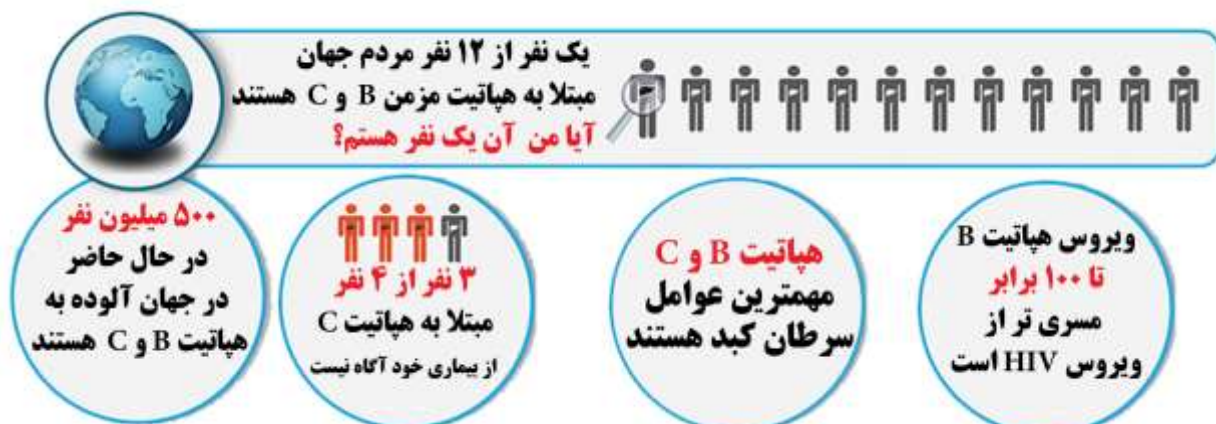 یک نفر از ۱۲ نفر مردم جهان
مبتلا به هپاتیت مزمن B و C هستند
آیا من آن یک نفر هستم؟
ویروس هپاتیت B
تا ۱۰۰ برابر
مسری تر از
ویروس HIV است
هپاتیت B و C
مهمترین عوامل
سرطان کبد هستند
۳ نفر از ۴ نفر
مبتلا به هپاتیت C
از بیماری خود آگاه نیست
۵۰۰ میلیون نفر
در حال حاضر
در جهان آلوده به
هپاتیت B و C هستند